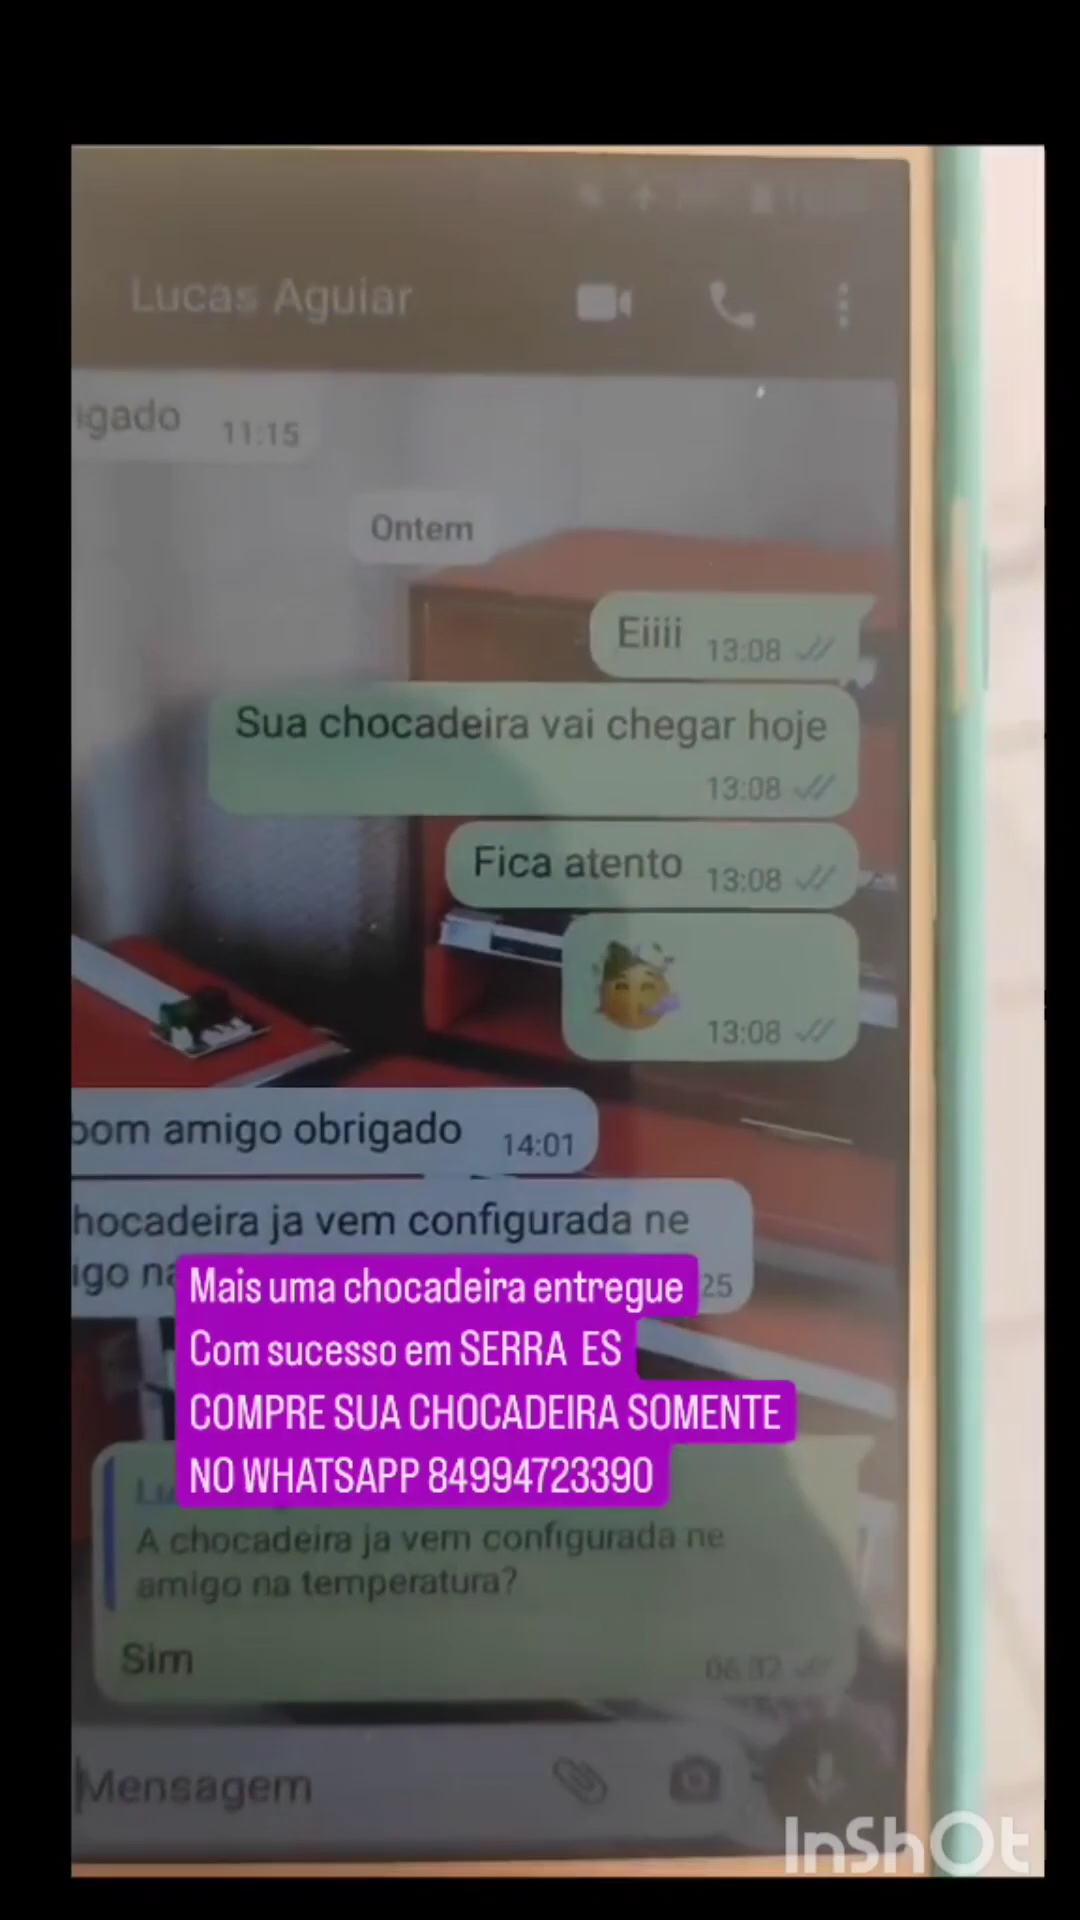 Lucas Aguiar
igado 11:15
Ontem
Eiiii 13:08
Sua chocadeira vai chegar hoje
13:08
Fica atento 13:08
13:08
bom amigo obrigado 14:01
hocadeira ja vem configurada ne
igo na 25
Mais uma chocadeira entregue
Com sucesso em SERRA ES
COMPRE SUA CHOCADEIRA SOMENTE
NO WHATSAPP 84994723390
A chocadeira ja vem configurada ne
amigo na temperatura?
Sim 06:32
Mensagem
InShOt